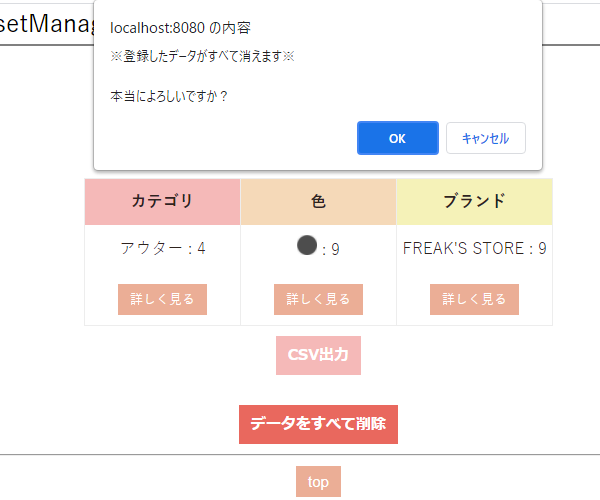 setManag
localhost:8080 の内容
※登録したデータがすべて消えます※
本当によろしいですか？
OK キャンセル
カテゴリ 色 ブランド
アウター : 4 : 9 FREAK'S STORE : 9
詳しく見る 詳しく見る 詳しく見る
CSV出力
データをすべて削除
top